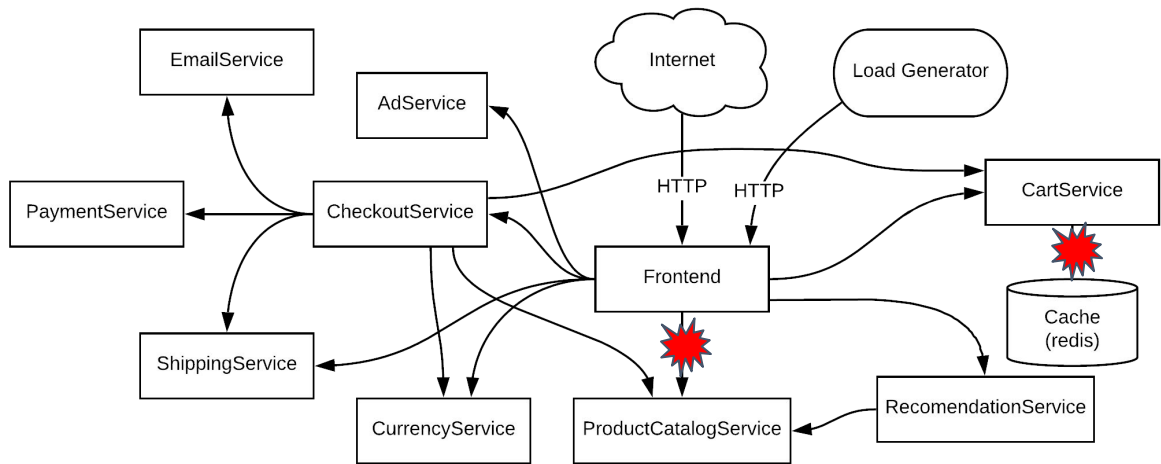 EmailService
Internet
Load Generator
AdService
HTTP
HTTP
CartService
PaymentService
CheckoutService
Frontend
Cache
(redis)
ShippingService
RecomendationService
CurrencyService
ProductCatalogService